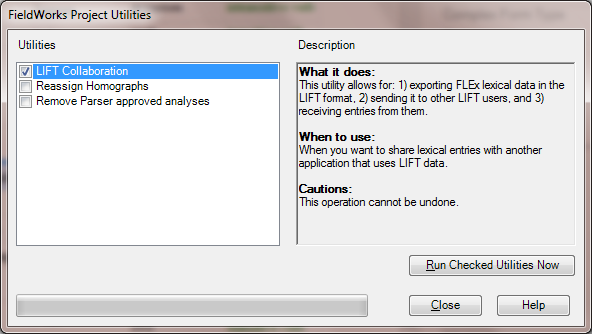 FieldWorks Project Utilities
Utilities
LIFT Collaboration
Reassign Homographs
Remove Parser approved analyses
Description
What it does:
This utility allows for: 1) exporting FLEx lexical data in the
LIFT format, 2) sending it to other LIFT users, and 3)
receiving entries from them.
When to use:
When you want to share lexical entries with another
application that uses LIFT data.
Cautions:
This operation cannot be undone.
Run Checked Utilities Now
Close
Help